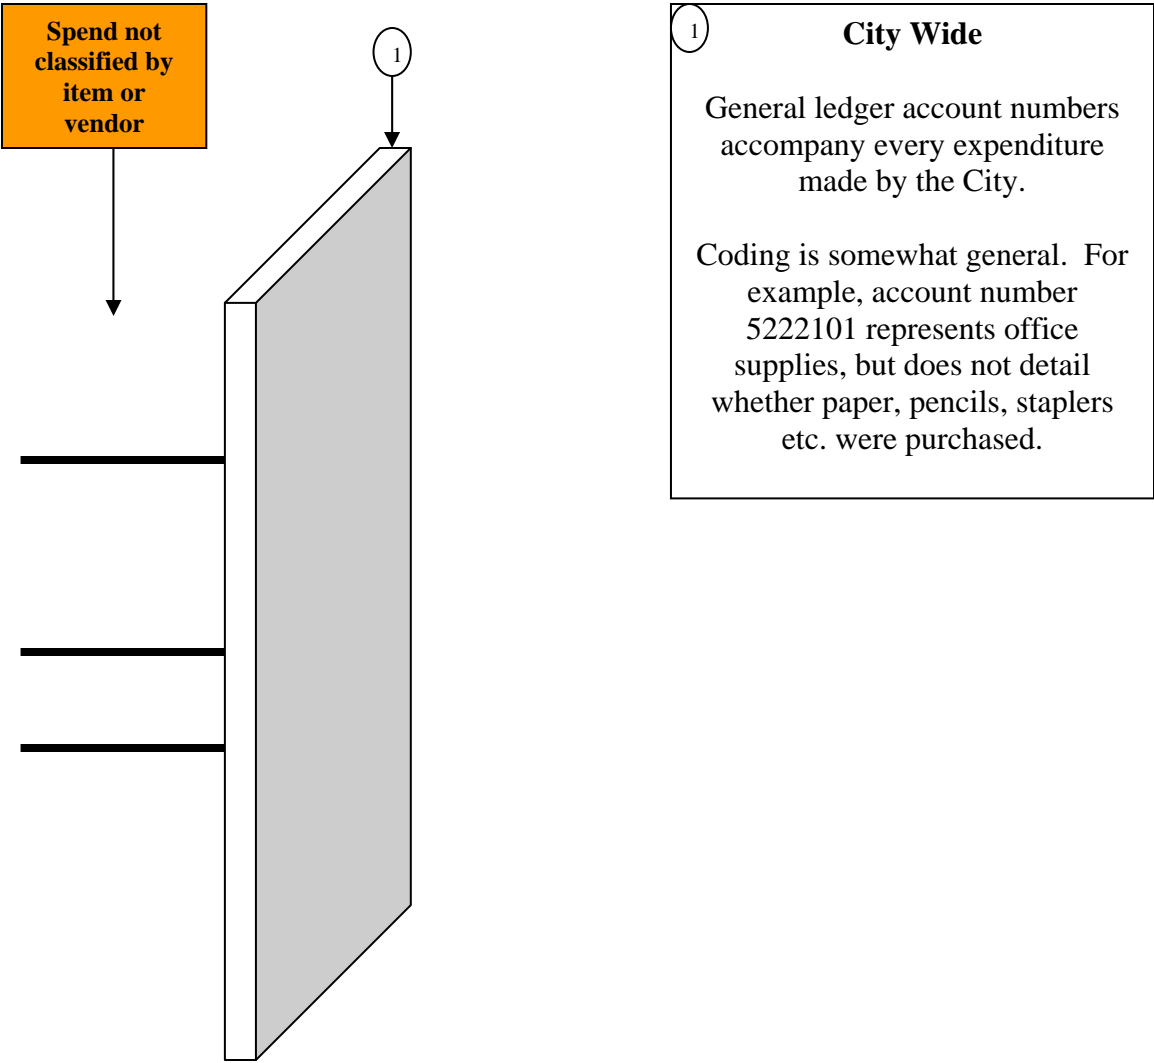 Spend not
classified by
item or
vendor
1
1
City Wide
General ledger account numbers
accompany every expenditure
made by the City.
Coding is somewhat general.  For
example, account number
5222101 represents office
supplies, but does not detail
whether paper, pencils, staplers
etc. were purchased.